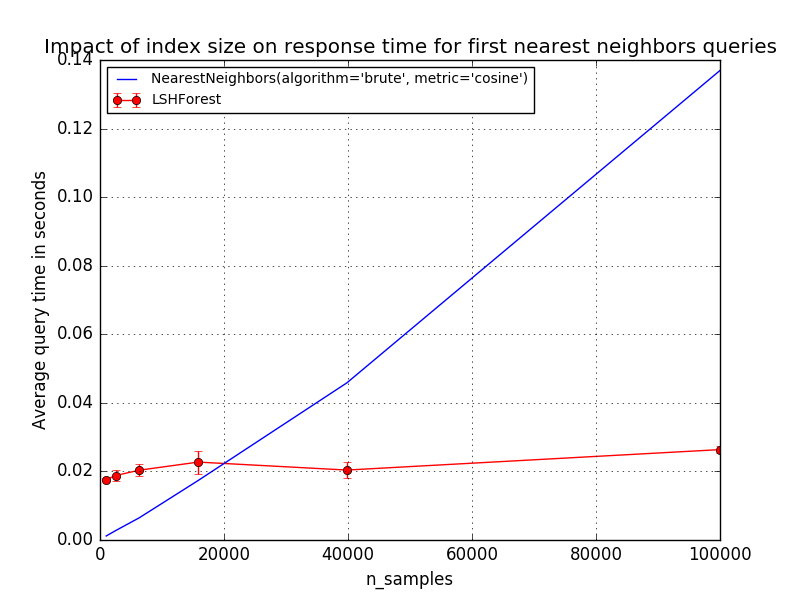 Impact of index size on response time for first nearest neighbors queries
NearestNeighbors(algorithm='brute', metric='cosine')
LSHForest
Average query time in seconds
0.14
0.12
0.10
0.08
0.06
0.04
0.02
0.00
0 20000 40000 60000 80000 100000
n_samples